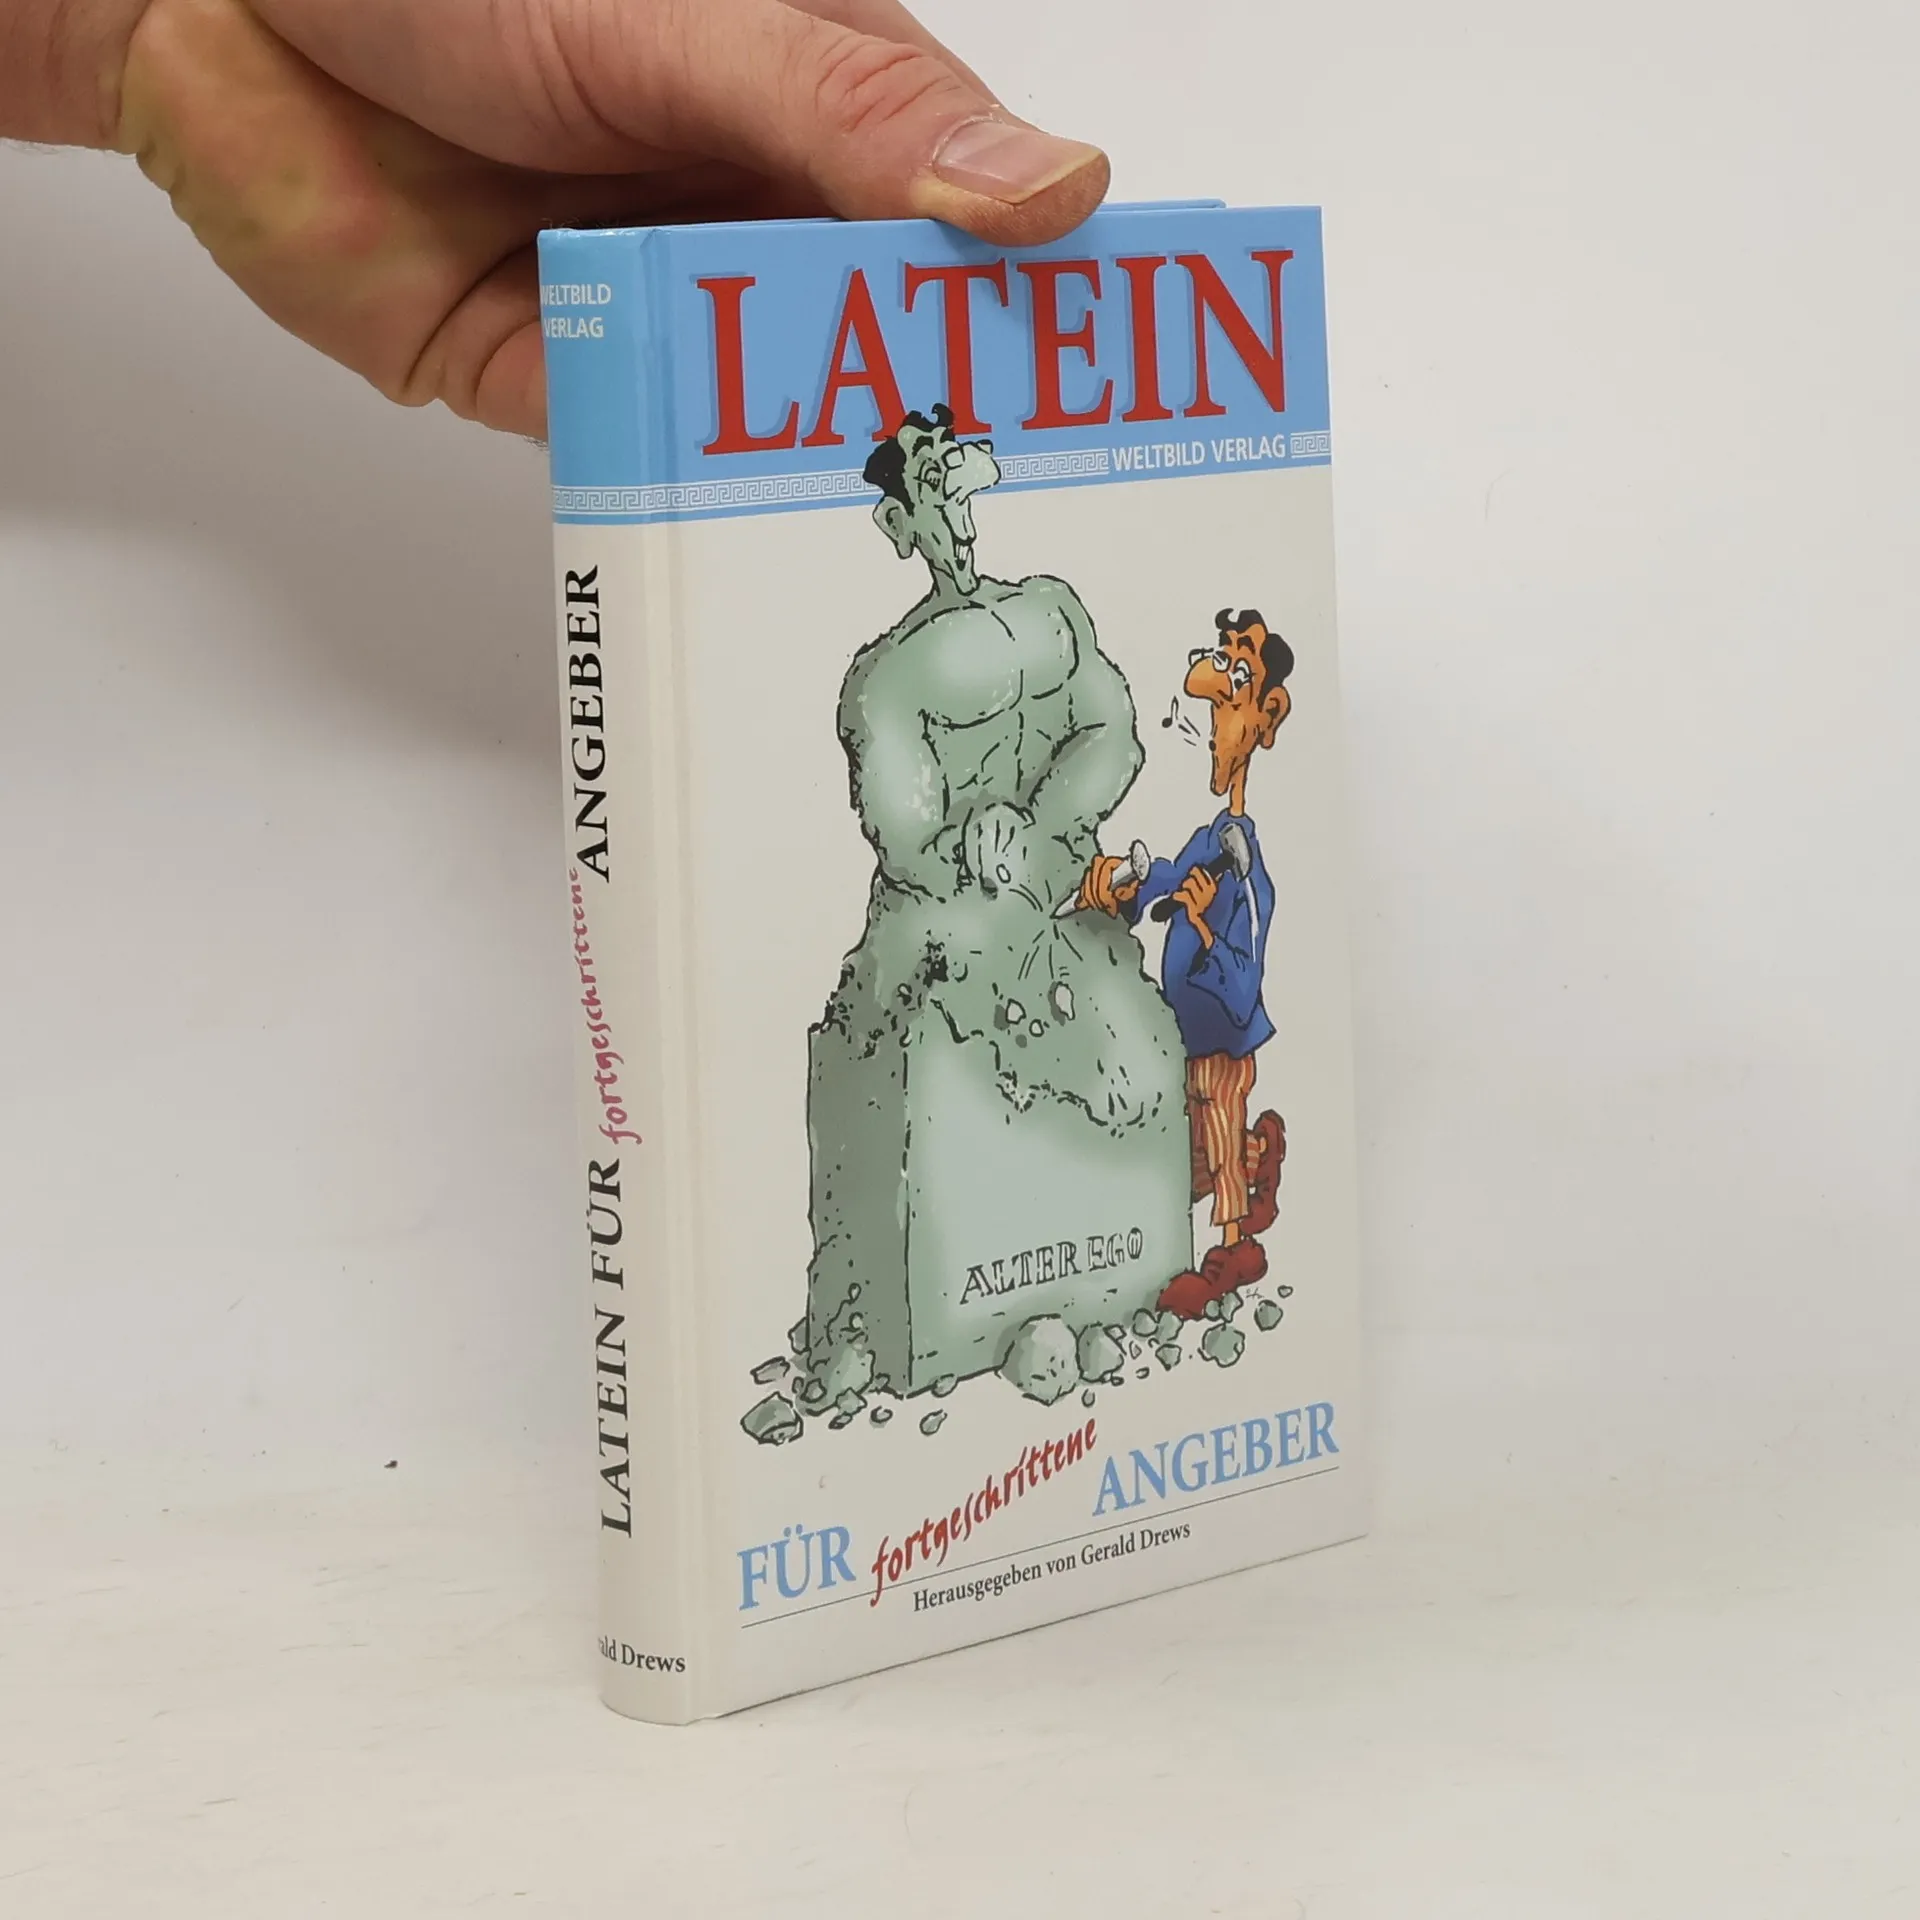 WELTBILD
VERLAG
LATEIN FÜR fortgeschrittene ANGEBER
Drews
LATEIN
WELTBILD VERLAG
ALTER EGO
FÜR fortgeschrittene ANGEBER
Herausgegeben von Gerald Drews